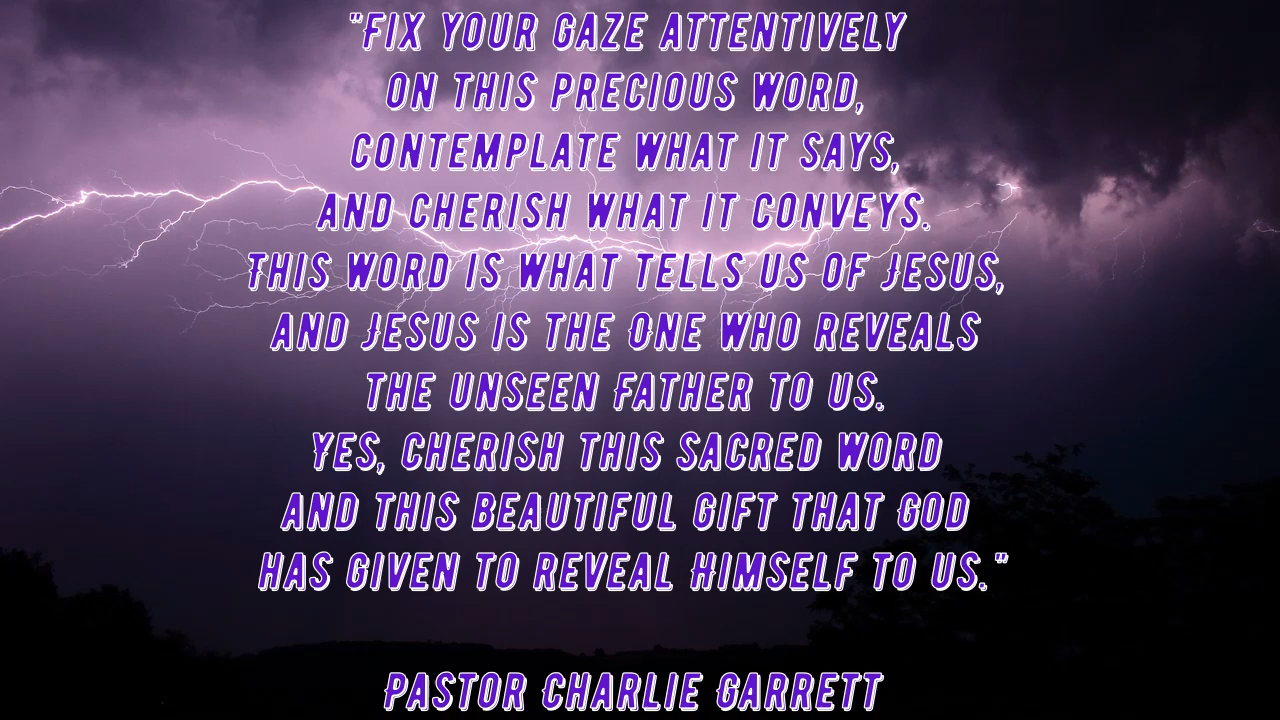 "Fix your gaze attentively
on this precious word,
contemplate what it says,
and cherish what it conveys.
This word is what tells us of Jesus,
and Jesus is the One who reveals
the unseen Father to us.
Yes, cherish this sacred word
and this beautiful gift that God
has given to reveal Himself to us."
Pastor Charlie Garrett